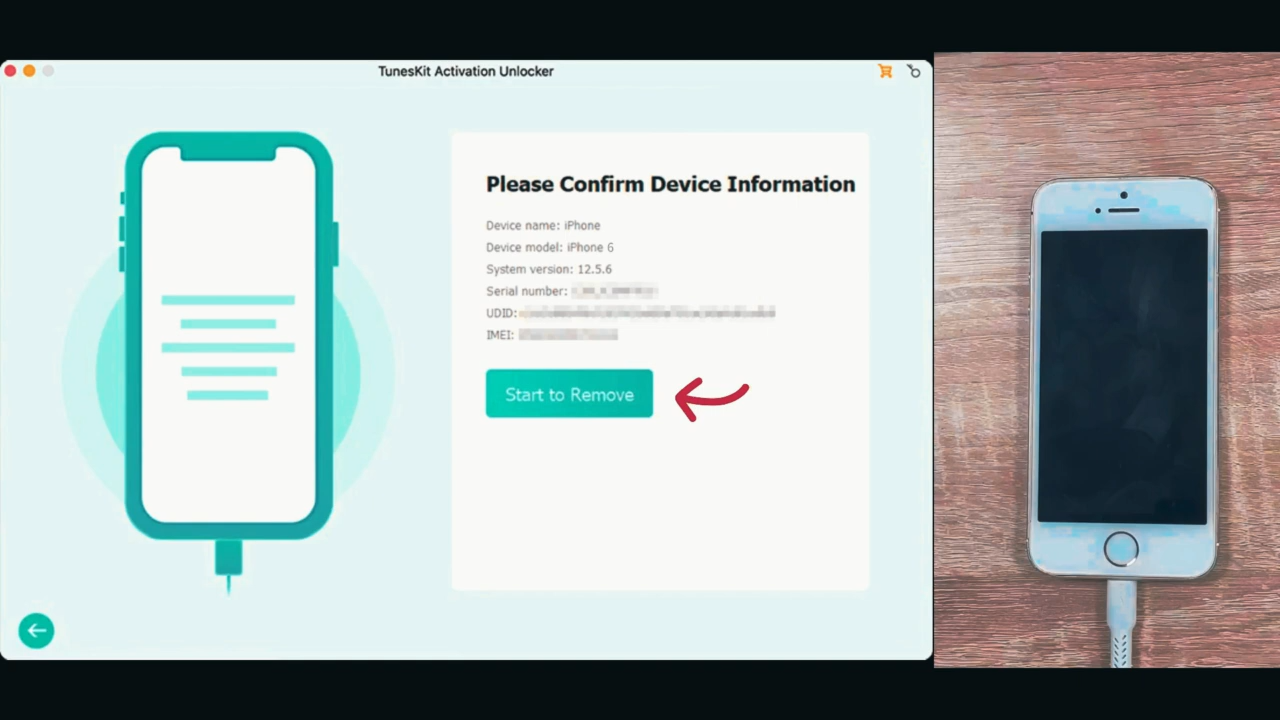 TunesKit Activation Unlocker
Please Confirm Device Information
Device name: iPhone
Device model: iPhone 6
System version: 12.5.6
Serial number:
UDID:
IMEI:
Start to Remove